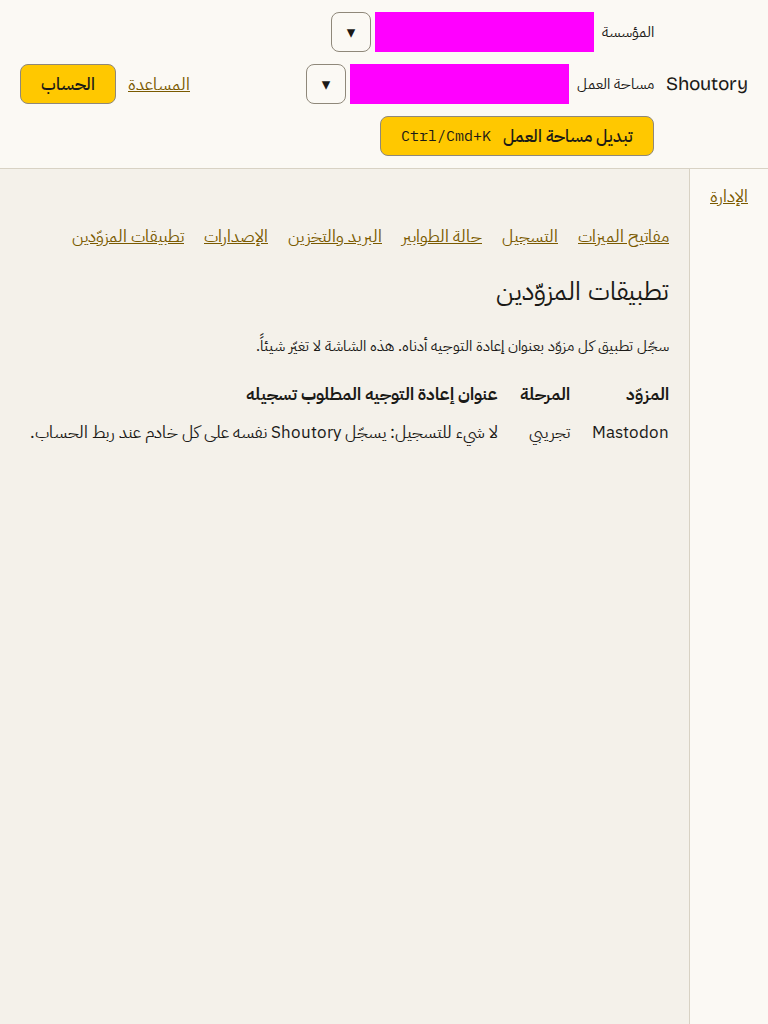 المؤسسة ▼
Shoutory مساحة العمل ▼ المساعدة الحساب
تبديل مساحة العمل Ctrl/Cmd+K
الإدارة
مفاتيح الميزات التسجيل حالة الطوابير البريد والتخزين الإصدارات تطبيقات المزوّدين
تطبيقات المزوّدين
سجّل تطبيق كل مزوّد بعنوان إعادة التوجيه أدناه. هذه الشاشة لا تغيّر شيئاً.
المزوّد المرحلة عنوان إعادة التوجيه المطلوب تسجيله
Mastodon تجريبي لا شيء للتسجيل: يسجّل Shoutory نفسه على كل خادم عند ربط الحساب.